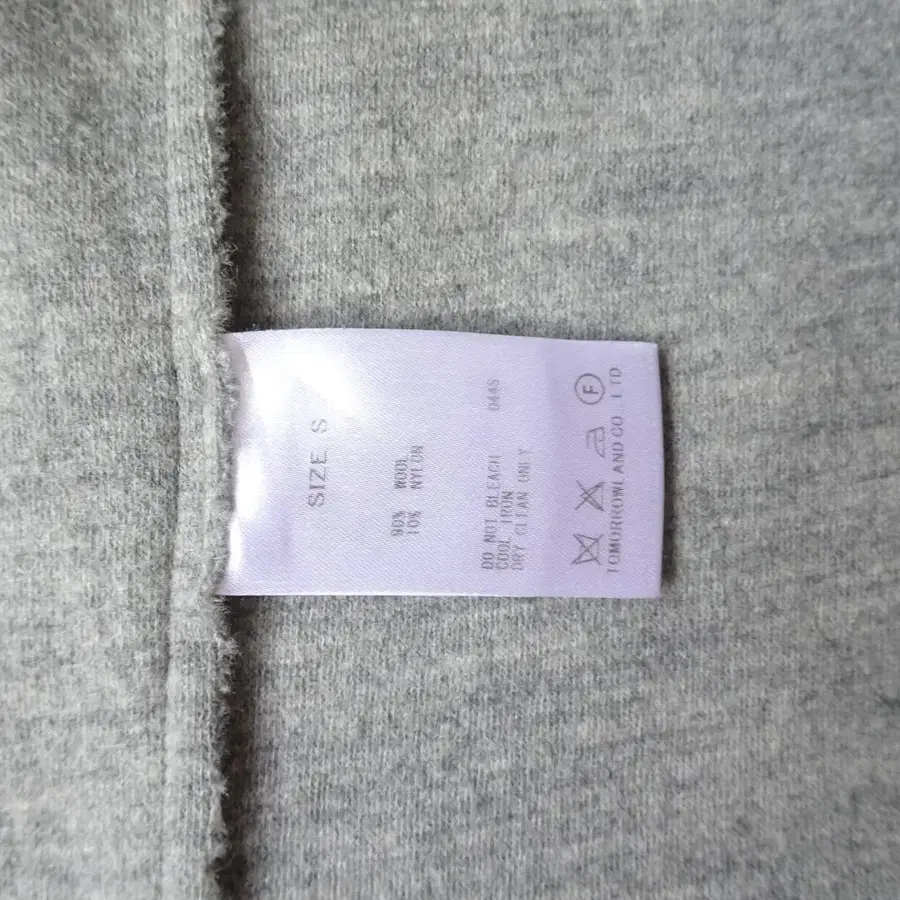 SIZE S
90% WOOL
10% NYLON
DO NOT BLEACH 0445
COOL IRON
DRY CLEAN ONLY
F
TOMORROWLAND CO., LTD